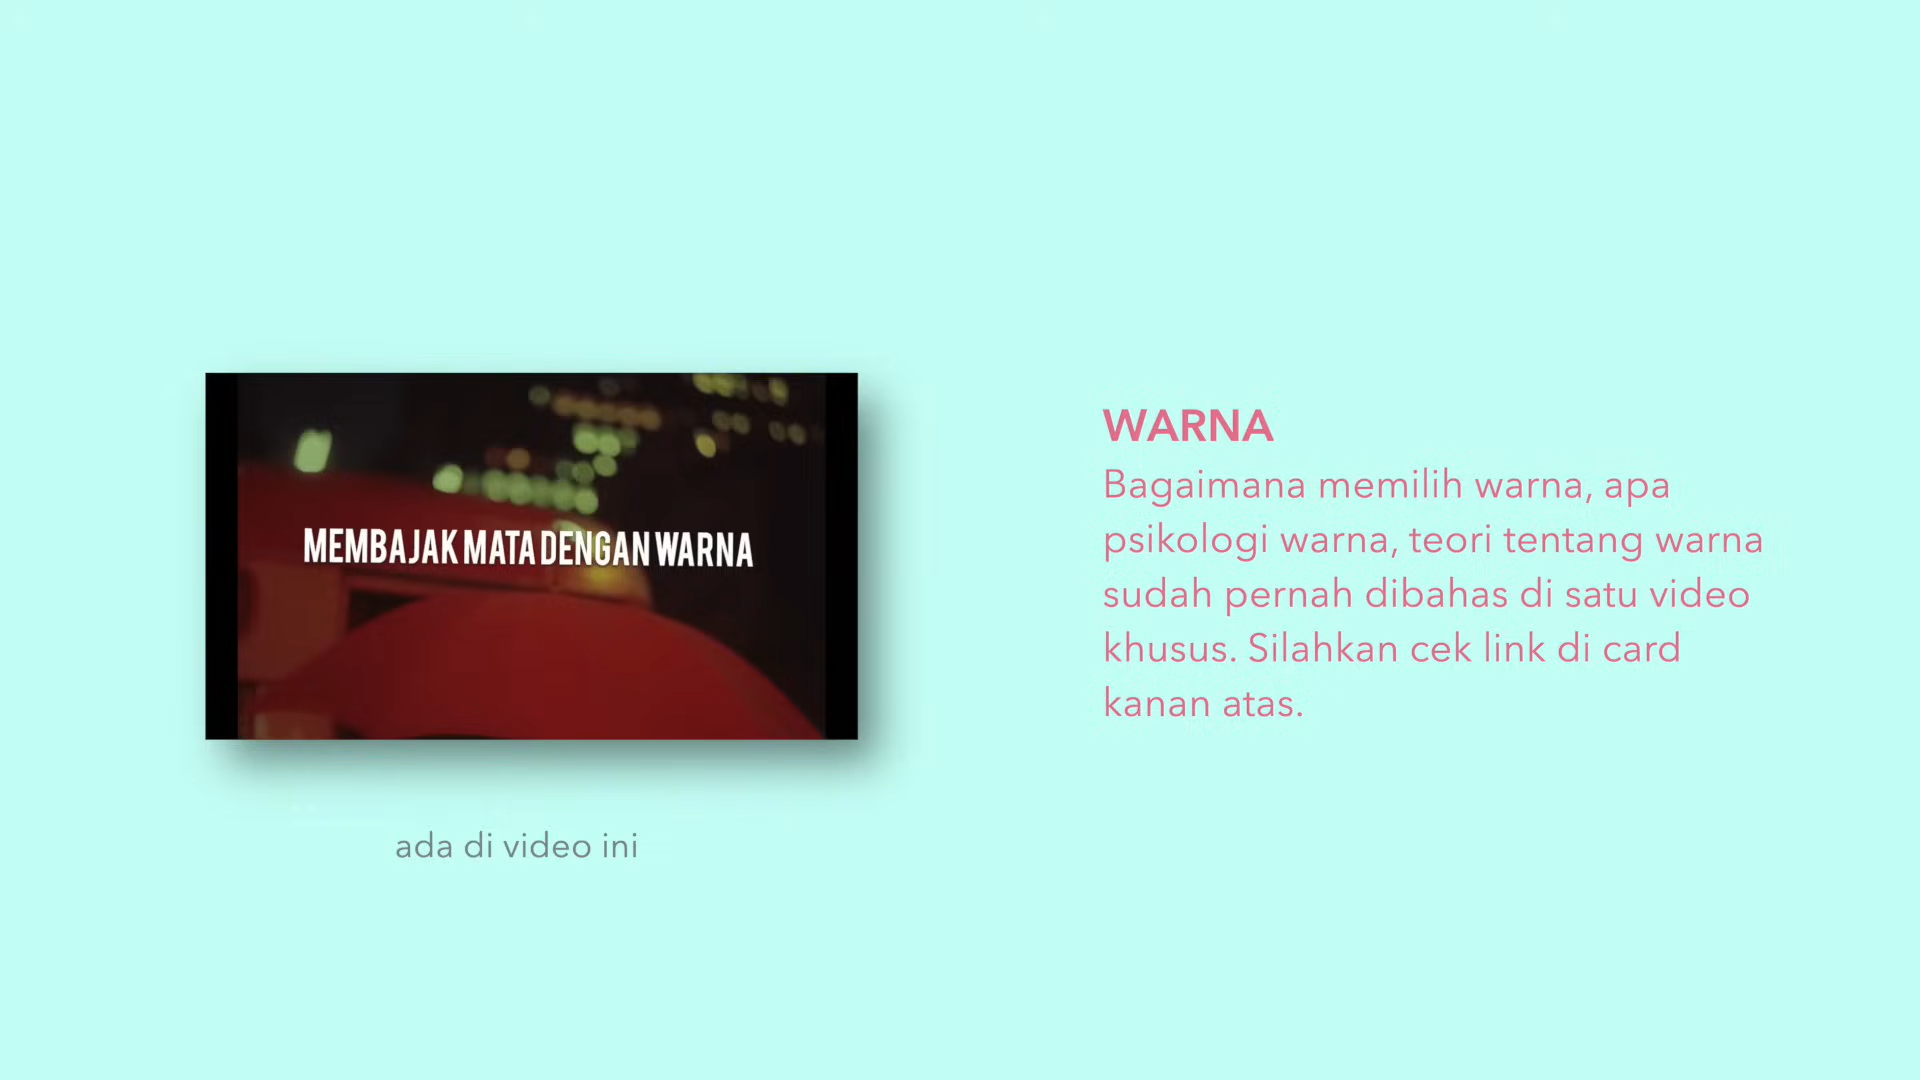 MEMBAJAK MATA DENGAN WARNA
ada di video ini
WARNA
Bagaimana memilih warna, apa
psikologi warna, teori tentang warna
sudah pernah dibahas di satu video
khusus. Silahkan cek link di card
kanan atas.